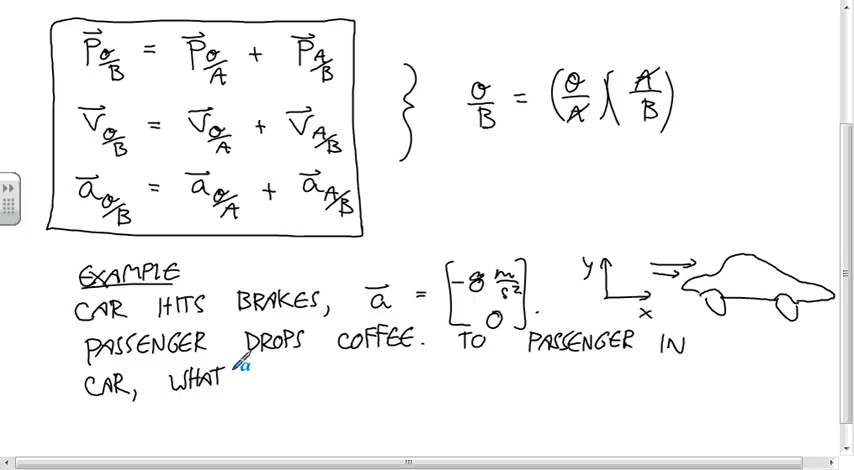 P⃗ O/B = P⃗ O/A + P⃗ A/B
V⃗ O/B = V⃗ O/A + V⃗ A/B
a⃗ O/B = a⃗ O/A + a⃗ A/B
O/B = (O/A)(A/B)
EXAMPLE
CAR HITS BRAKES, a⃗ = [-8 m/s², 0].
y
x
PASSENGER DROPS COFFEE. TO PASSENGER IN
CAR, WHAT